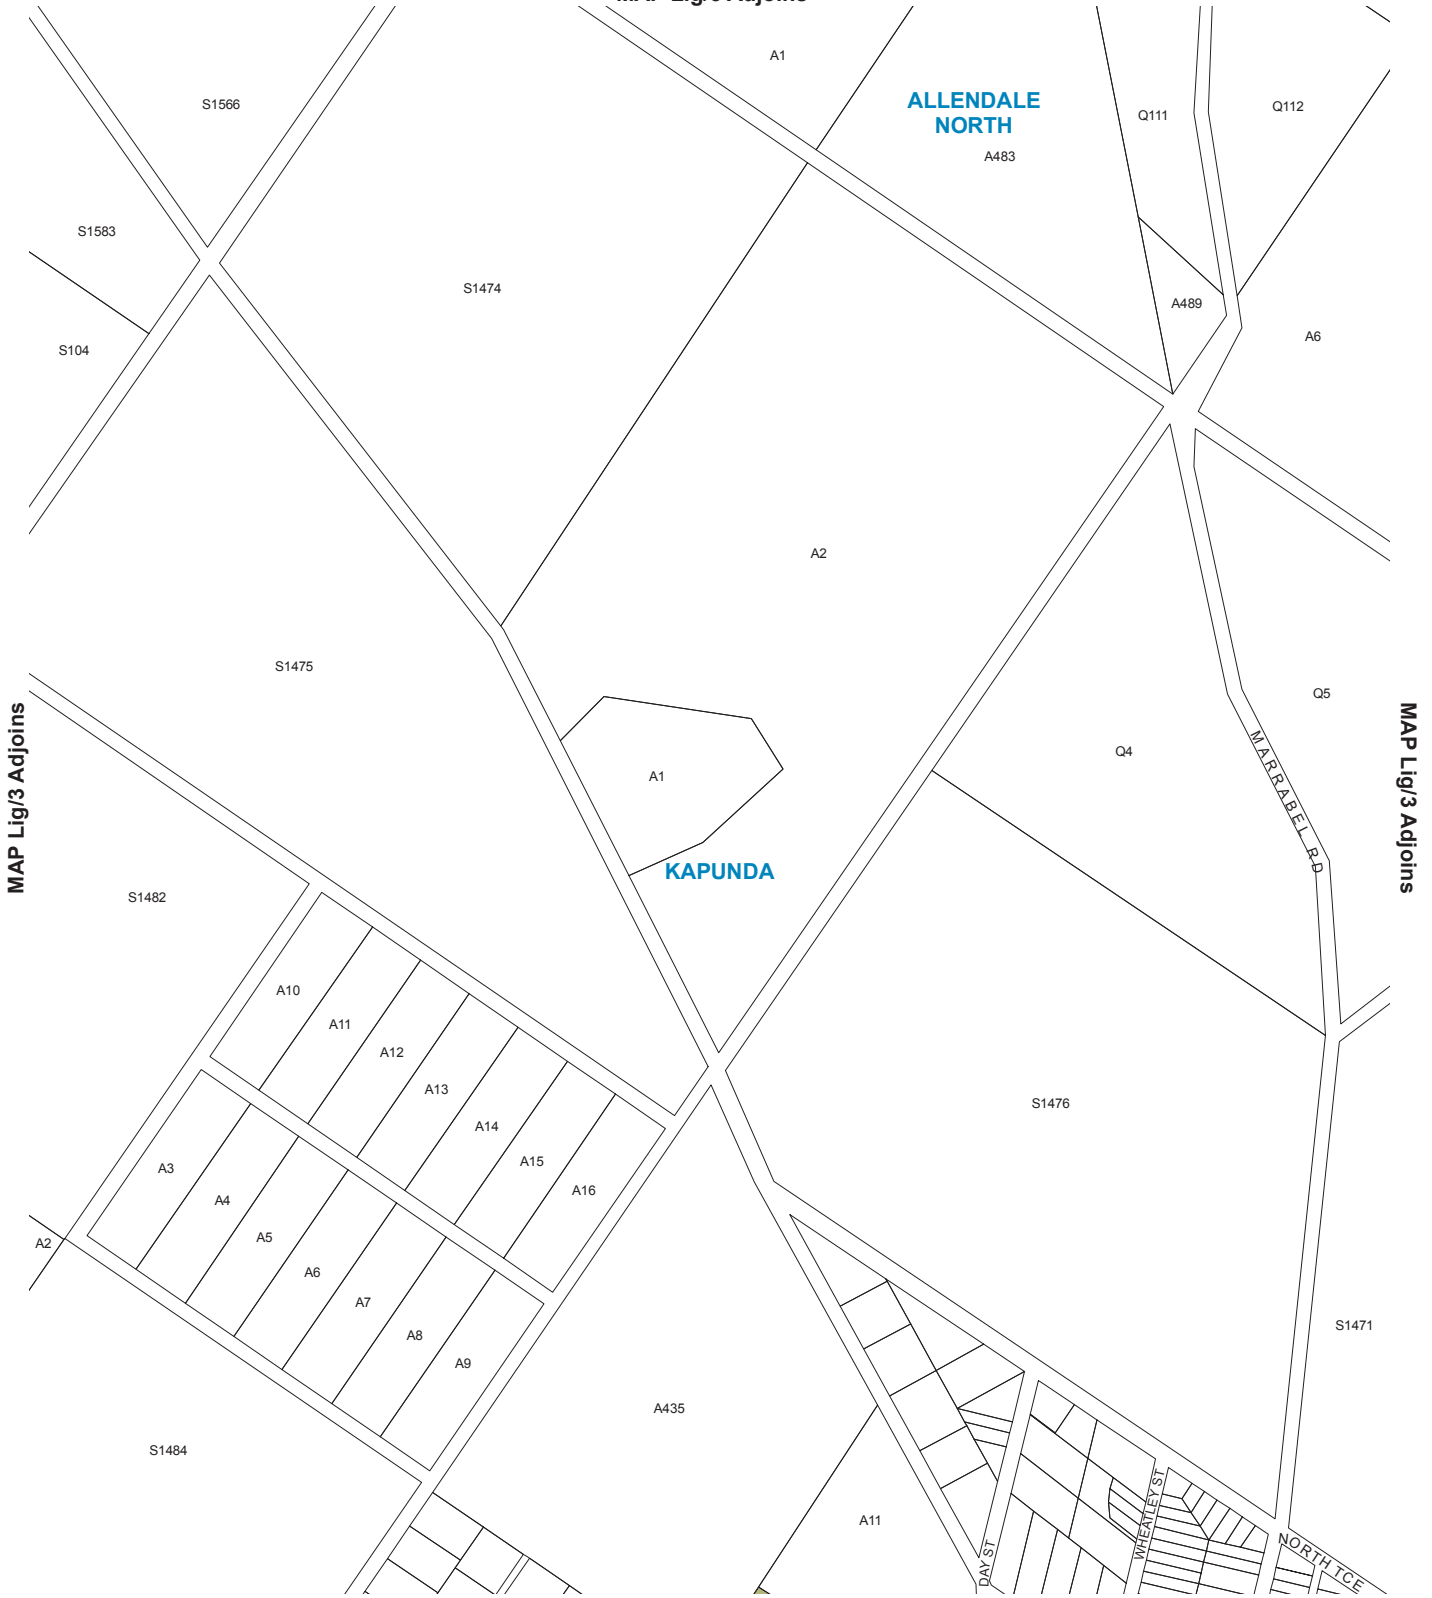 A1
S1566
ALLENDALE
NORTH
Q111
Q112
A483
S1583
S1474
A489
A6
S104
A2
S1475
Q5
MAP Lig/3 Adjoins
MAP Lig/3 Adjoins
Q4
MARRABEL RD
A1
KAPUNDA
S1482
A10
A11
A12
A13
S1476
A14
A15
A3
A16
A4
A5
A2
A6
A7
S1471
A8
A9
A435
S1484
A11
WHEATLEY ST
DAY ST
NORTH TCE